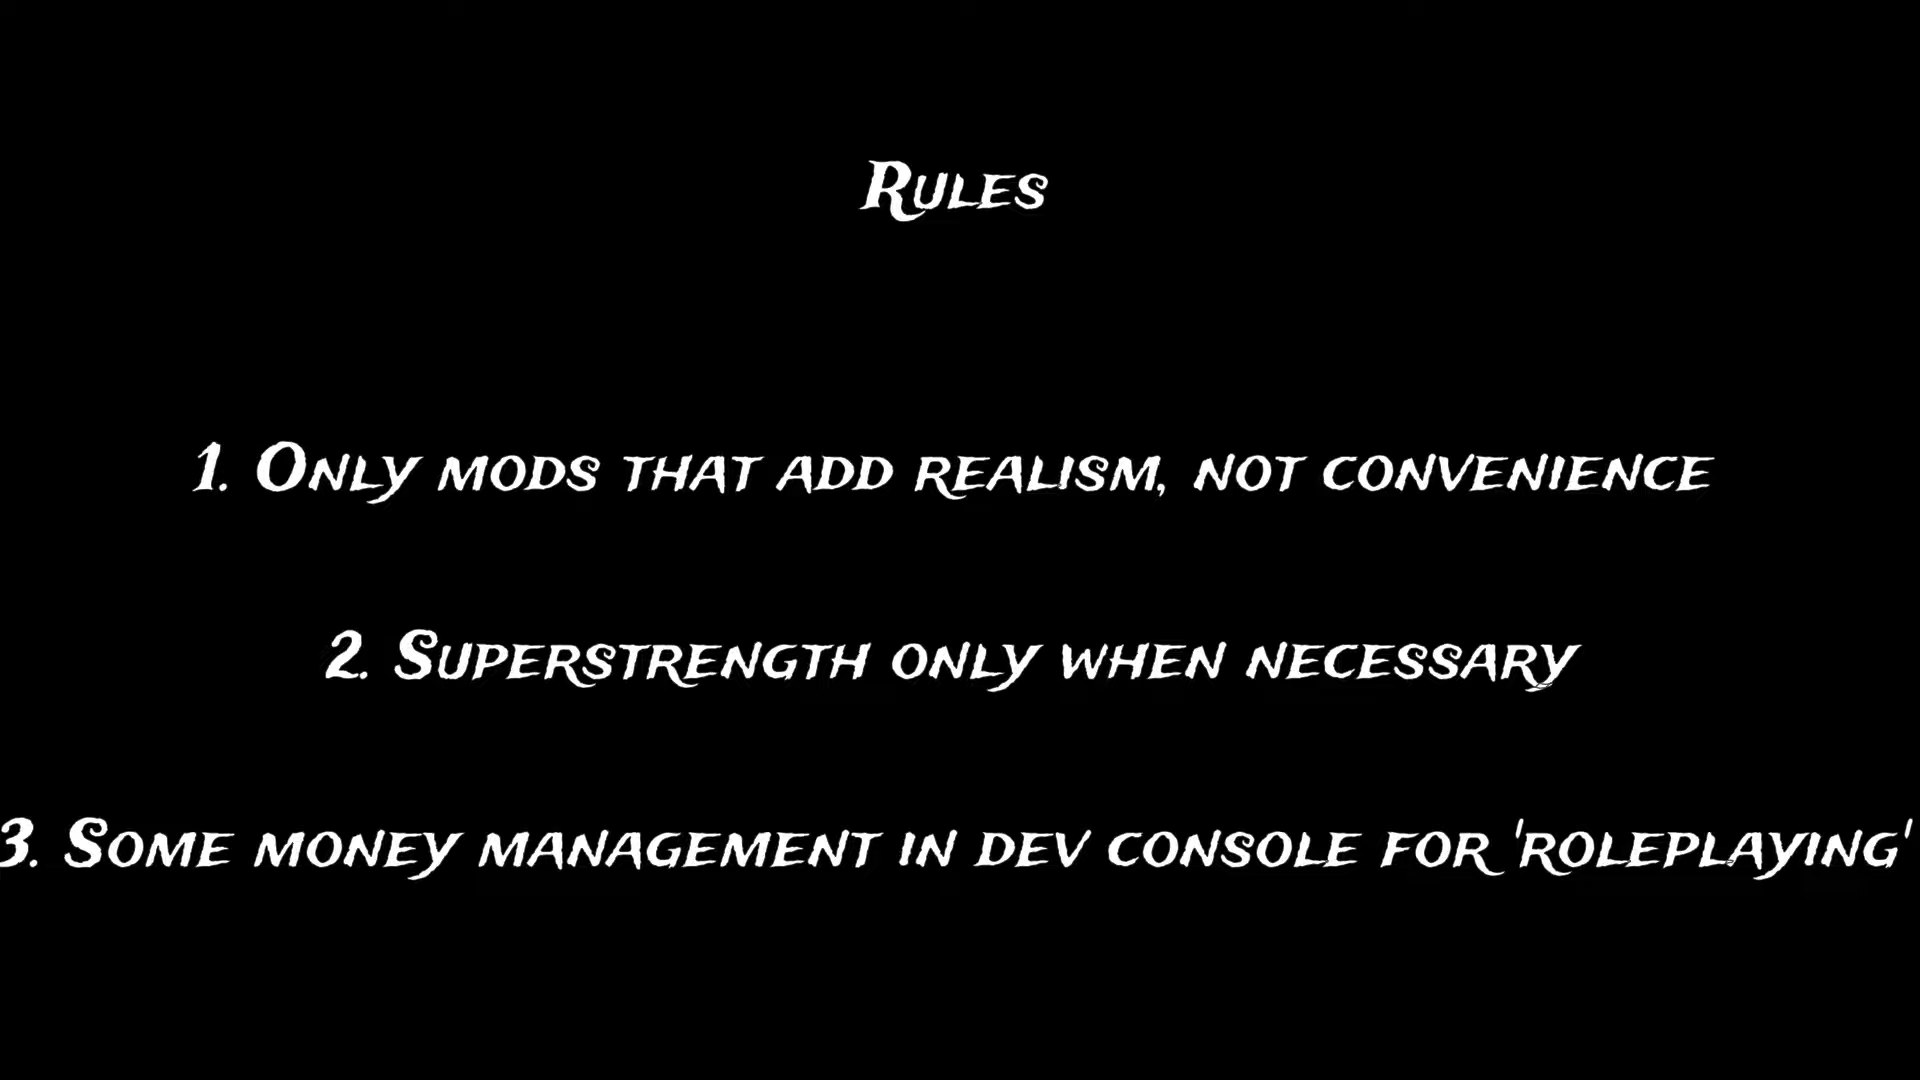 Rules
1. Only mods that add realism, not convenience
2. Superstrength only when necessary
3. Some money management in dev console for 'roleplaying'